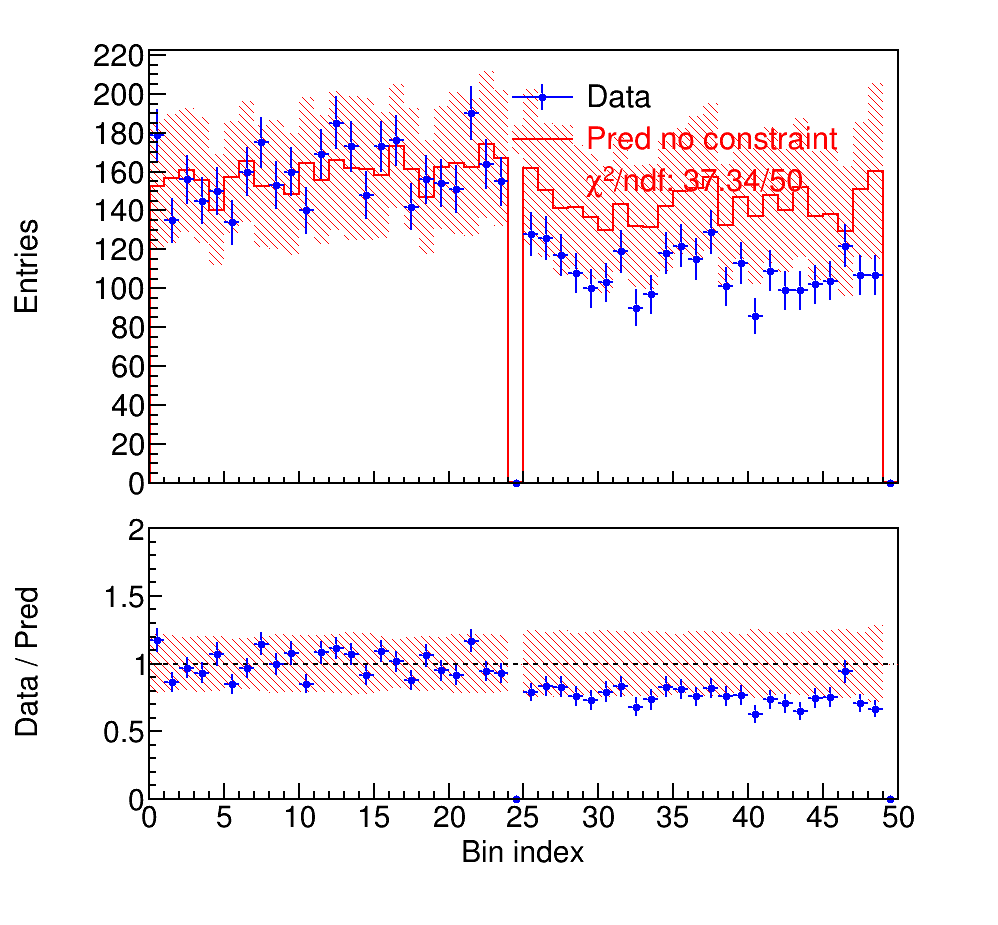 220
200
180
160
140
120
100
80
60
40
20
0
Entries
Data
Pred no constraint
χ²/ndf: 37.34/50
2
1.5
1
0.5
0
Data / Pred
0 5 10 15 20 25 30 35 40 45 50
Bin index